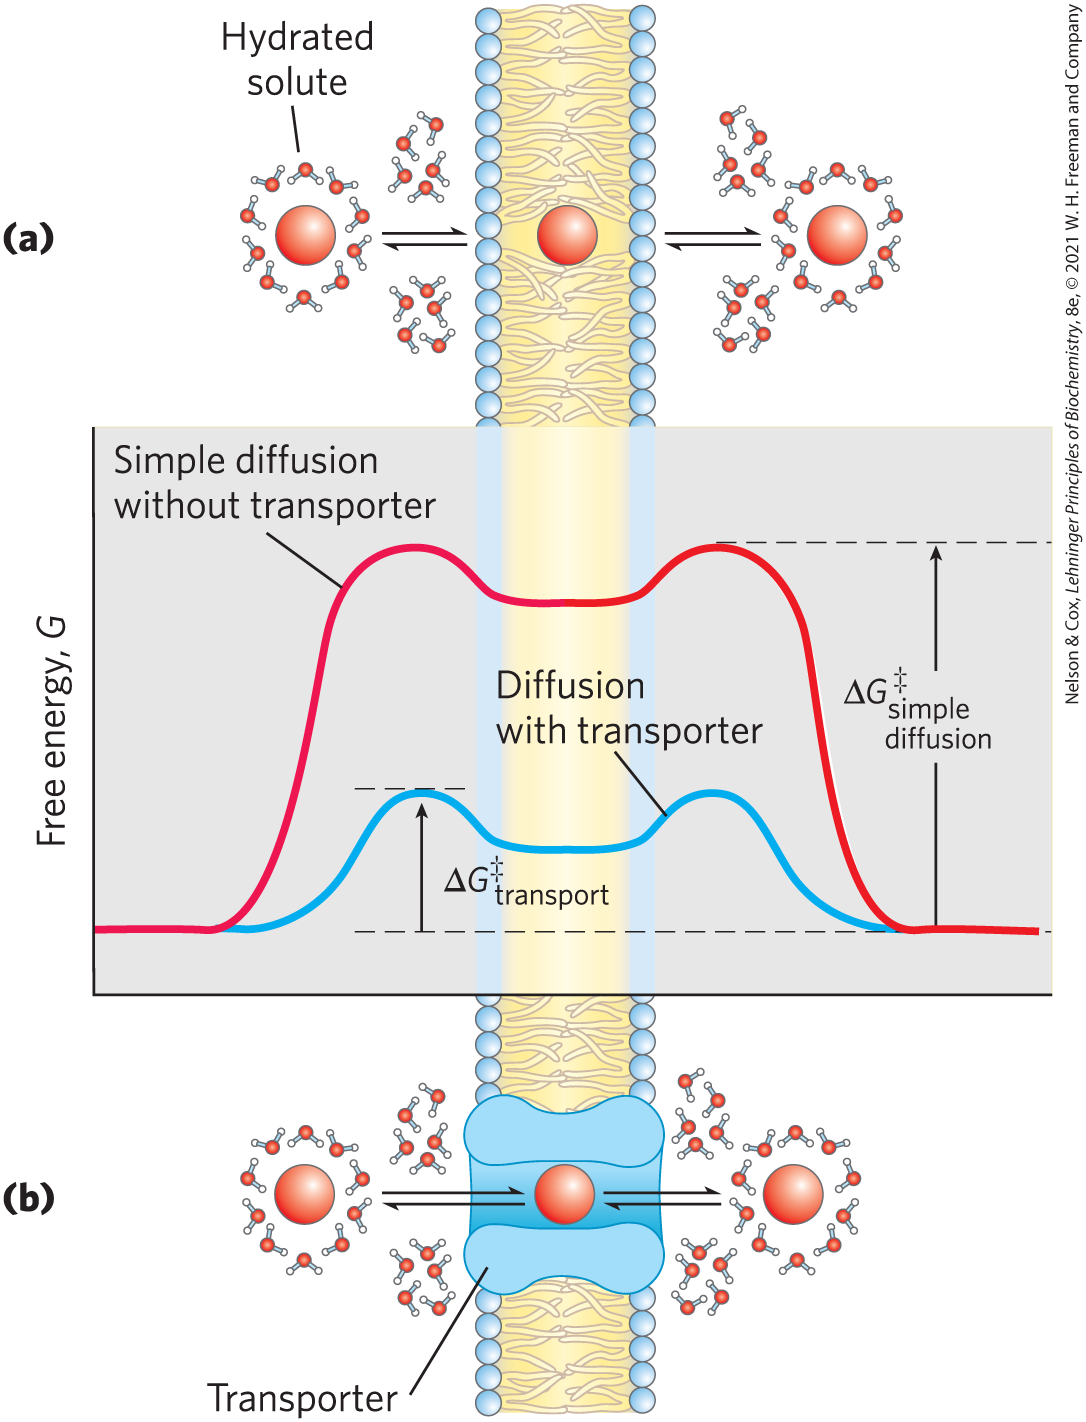 Hydrated
solute
(a)
Simple diffusion
without transporter
Free energy, G
Diffusion
with transporter
ΔG‡simple
diffusion
ΔG‡transport
(b)
Transporter
Nelson & Cox, Lehninger Principles of Biochemistry, 8e, © 2021 W. H. Freeman and Company